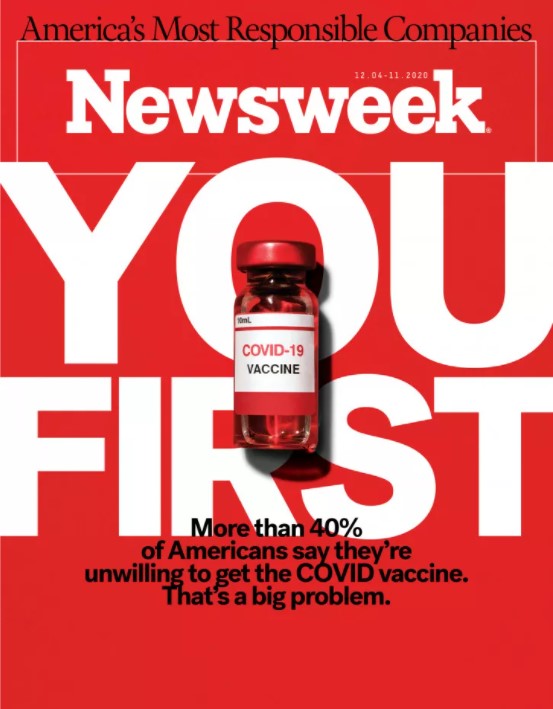 America's Most Responsible Companies
12.04-11.2020
Newsweek®
YOU
10mL
COVID-19
VACCINE
FIRST
More than 40%
of Americans say they're
unwilling to get the COVID vaccine.
That's a big problem.